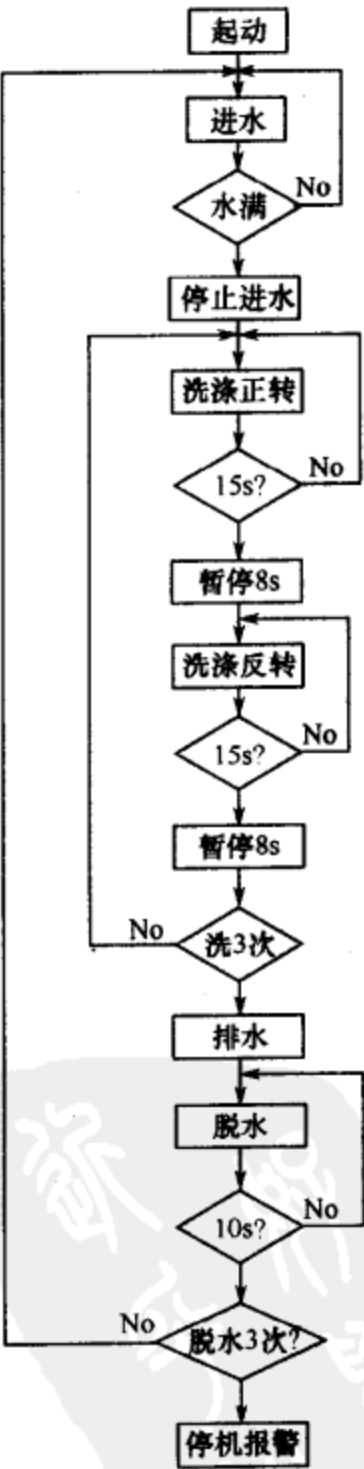 起动
进水
水满
No
停止进水
洗涤正转
15s?
No
暂停8s
洗涤反转
15s?
No
暂停8s
No
洗3次
排水
脱水
10s?
No
No
脱水3次?
停机报警